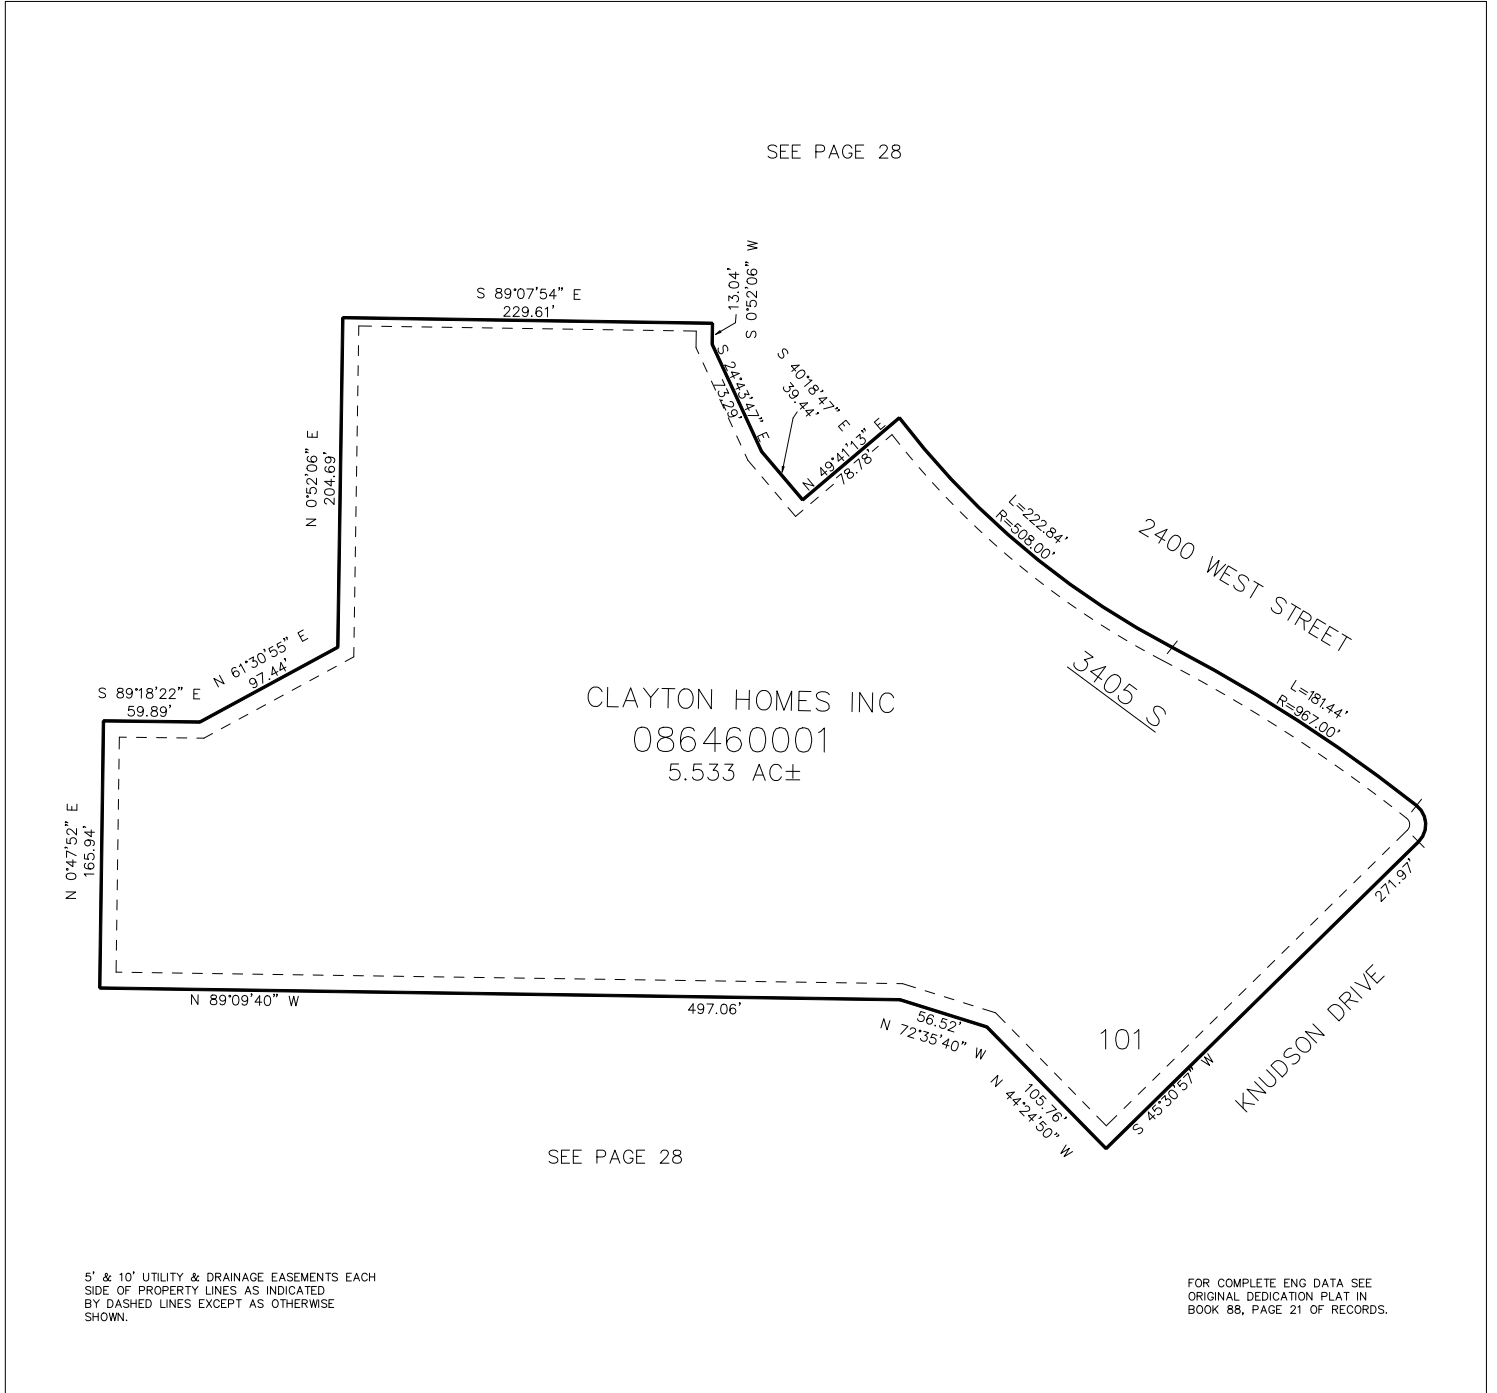 SEE PAGE 28
S 89°07'54" E
229.61'
13.04'
S 0°52'06" W
S 24°43'47" E
73.29'
S 40°18'47" E
39.44'
N 49°41'13" E
78.78'
N 0°52'06" E
204.69'
L=222.84'
R=508.00'
2400 WEST STREET
N 61°30'55" E
97.44'
S 89°18'22" E
59.89'
3405 S
L=181.44'
R=967.00'
CLAYTON HOMES INC
086460001
5.533 AC±
N 0°47'52" E
165.94'
271.97'
N 89°09'40" W
497.06'
56.52'
N 72°35'40" W
101
105.76'
N 44°24'50" W
S 45°30'57" W
KNUDSON DRIVE
SEE PAGE 28
5' & 10' UTILITY & DRAINAGE EASEMENTS EACH
SIDE OF PROPERTY LINES AS INDICATED
BY DASHED LINES EXCEPT AS OTHERWISE
SHOWN.
FOR COMPLETE ENG DATA SEE
ORIGINAL DEDICATION PLAT IN
BOOK 88, PAGE 21 OF RECORDS.